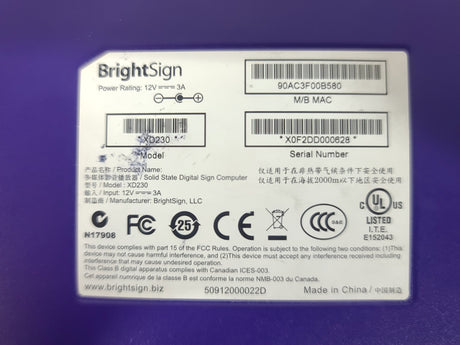 BrightSign
Power Rating: 12V 3A
90AC3F00B580
M/B MAC
XD230
Model
*X0F2DD000628*
Serial Number
产品名称 / Product Name:
多媒体数码播放器 / Solid State Digital Sign Computer
型号 / Model: XD230
输入 / Input: 12V 3A
制造商 / Manufacturer: BrightSign, LLC
仅适用于在非热带气候条件下安全使用
仅适用于在海拔2000m以下地区安全使用
N17908
FC
25
CCC
c UL US
LISTED
I.T.E.
E152043
This device complies with part 15 of the FCC Rules. Operation is subject to the following two conditions: (1)This
device may not cause harmful interference, and (2)This device must accept any interference received
including interference that may cause undesired operation.
This Class B digital apparatus complies with Canadian ICES-003.
Cet appareil numérique de la classe B est conforme à la norme NMB-003 du Canada.
www.brightsign.biz
50912000022D
Made in China / 中国制造